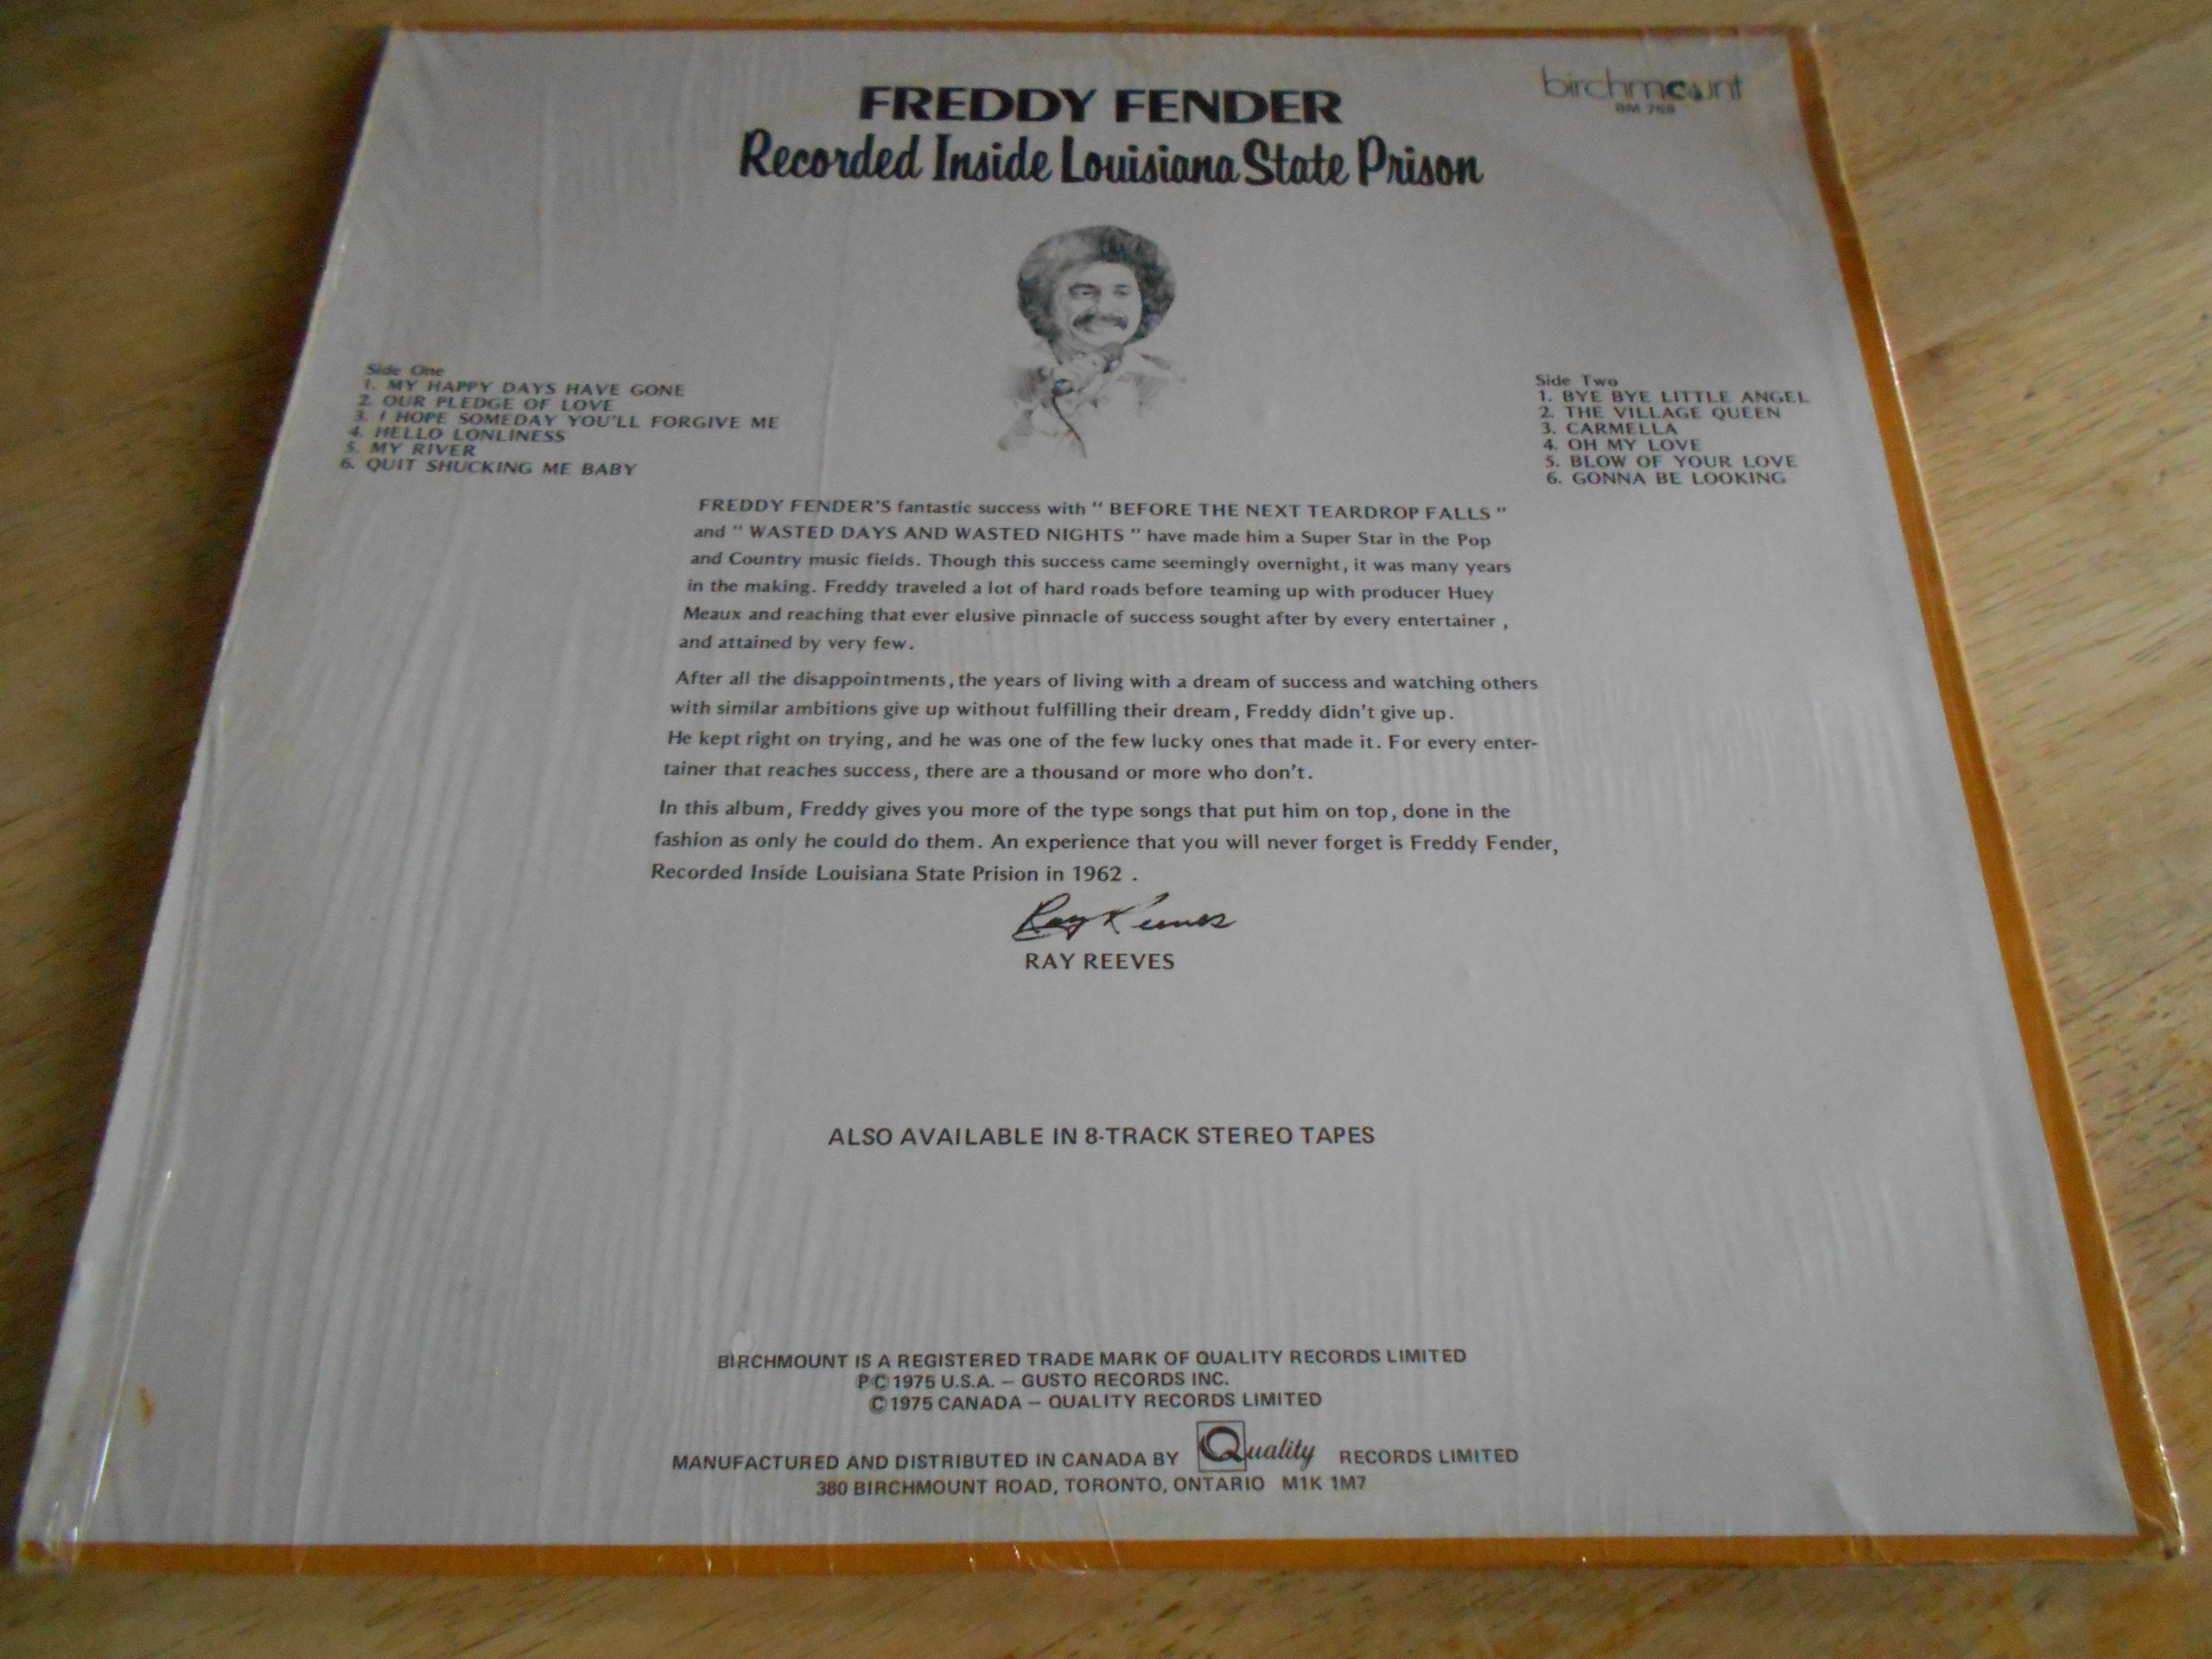 birchmount
FREDDY FENDER
Recorded Inside Louisiana State Prison
Side One
1. MY HAPPY DAYS HAVE GONE
2. OUR PLEDGE OF LOVE
3. I HOPE SOMEDAY YOU'LL FORGIVE ME
4. HELLO LONLINESS
5. MY RIVER
6. QUIT SHUCKING ME BABY
Side Two
1. BYE BYE LITTLE ANGEL
2. THE VILLAGE QUEEN
3. CARMELLA
4. OH MY LOVE
5. BLOW OF YOUR LOVE
6. GONNA BE LOOKING
FREDDY FENDER'S fantastic success with " BEFORE THE NEXT TEARDROP FALLS "
and " WASTED DAYS AND WASTED NIGHTS " have made him a Super Star in the Pop
and Country music fields. Though this success came seemingly overnight, it was many years
in the making. Freddy traveled a lot of hard roads before teaming up with producer Huey
Meaux and reaching that ever elusive pinnacle of success sought after by every entertainer ,
and attained by very few.
After all the disappointments, the years of living with a dream of success and watching others
with similar ambitions give up without fulfilling their dream, Freddy didn't give up.
He kept right on trying, and he was one of the few lucky ones that made it. For every enter-
tainer that reaches success, there are a thousand or more who don't.
In this album, Freddy gives you more of the type songs that put him on top, done in the
fashion as only he could do them. An experience that you will never forget is Freddy Fender,
Recorded Inside Louisiana State Prision in 1962 .
Ray Reeves
RAY REEVES
ALSO AVAILABLE IN 8-TRACK STEREO TAPES
BIRCHMOUNT IS A REGISTERED TRADE MARK OF QUALITY RECORDS LIMITED
P C 1975 U.S.A. — GUSTO RECORDS INC.
© 1975 CANADA — QUALITY RECORDS LIMITED
MANUFACTURED AND DISTRIBUTED IN CANADA BY Quality RECORDS LIMITED
380 BIRCHMOUNT ROAD, TORONTO, ONTARIO M1K 1M7